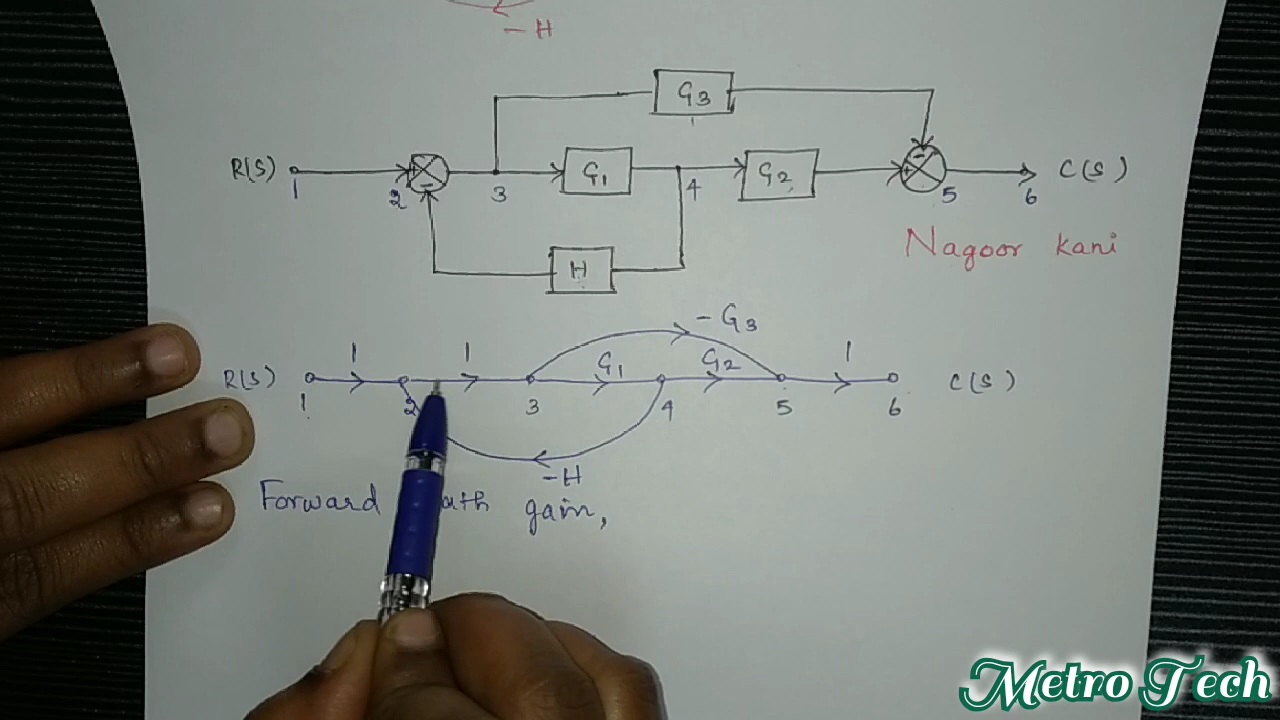 - H
G3
R(S) + - G1 G2 + - C(S)
1 2 3 4 5 6
H
Nagoor kani
- G3
1 1 G1 G2 1
R(S) C(S)
1 2 3 4 5 6
- H
Forward gain,
Metro Tech